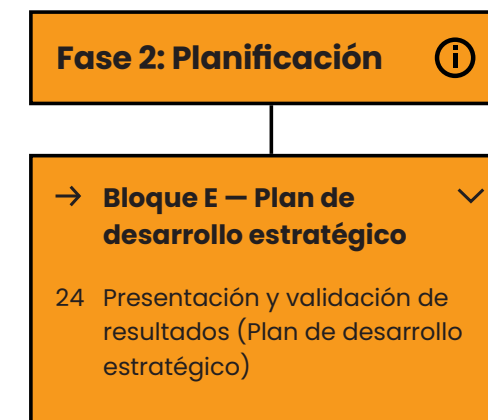 Fase 2: Planificación
→ Bloque E — Plan de
desarrollo estratégico
24 Presentación y validación de
resultados (Plan de desarrollo
estratégico)